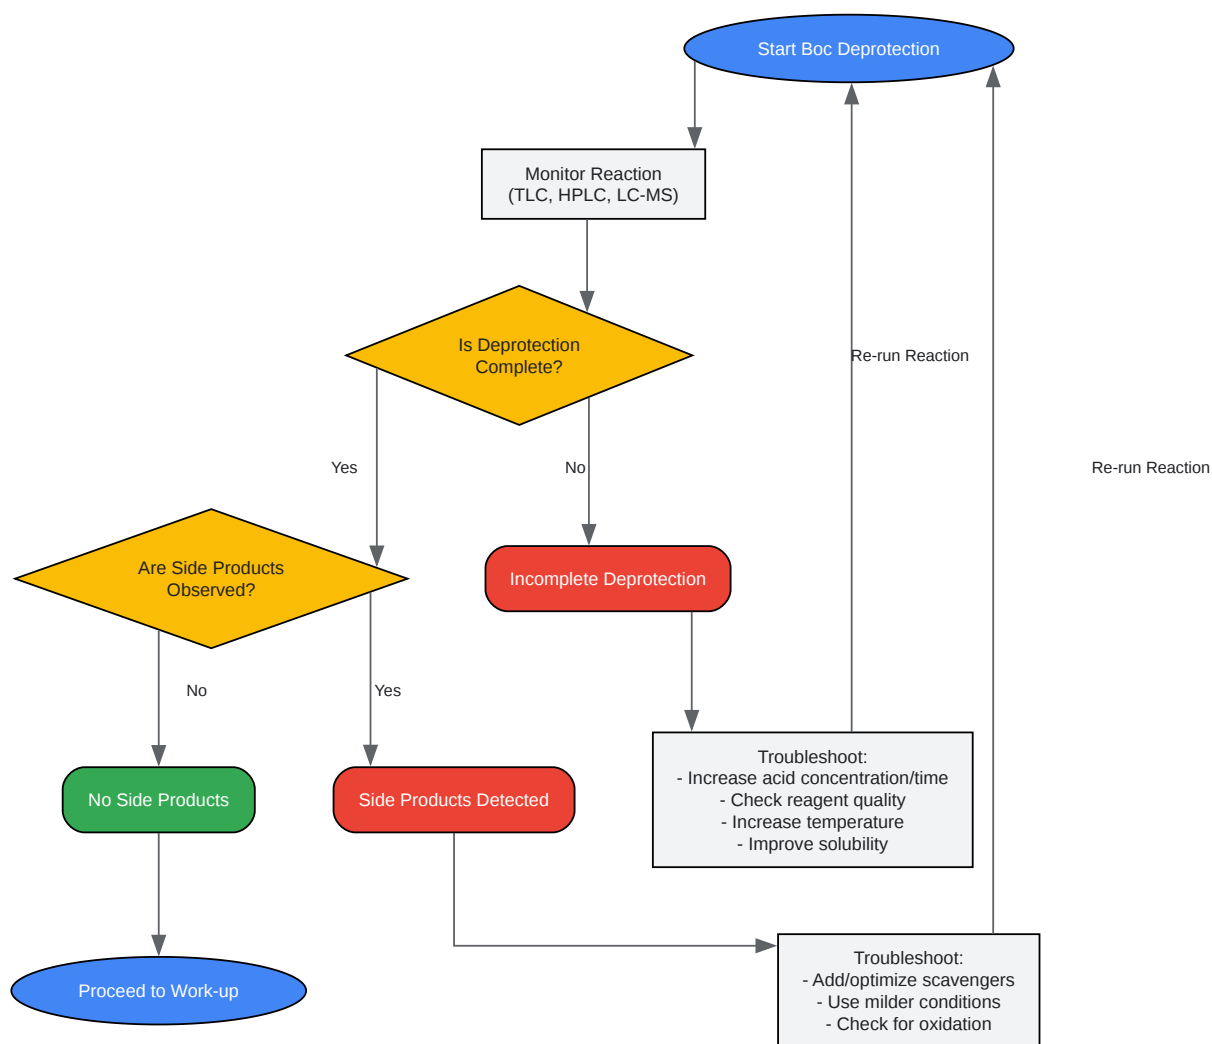 Start Boc Deprotection
Monitor Reaction
(TLC, HPLC, LC-MS)
Is Deprotection
Complete?
Re-run Reaction
Yes
No
Re-run Reaction
Are Side Products
Observed?
Incomplete Deprotection
No
Yes
Troubleshoot:
- Increase acid concentration/time
- Check reagent quality
- Increase temperature
- Improve solubility
No Side Products
Side Products Detected
Troubleshoot:
- Add/optimize scavengers
- Use milder conditions
- Check for oxidation
Proceed to Work-up